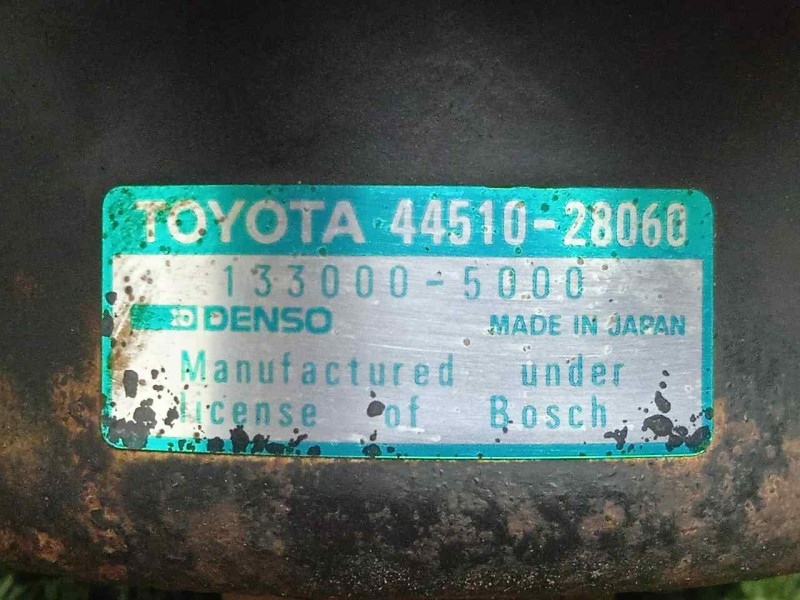 TOYOTA 44510-28060
133000-5000
DENSO MADE IN JAPAN
Manufactured under
license of Bosch